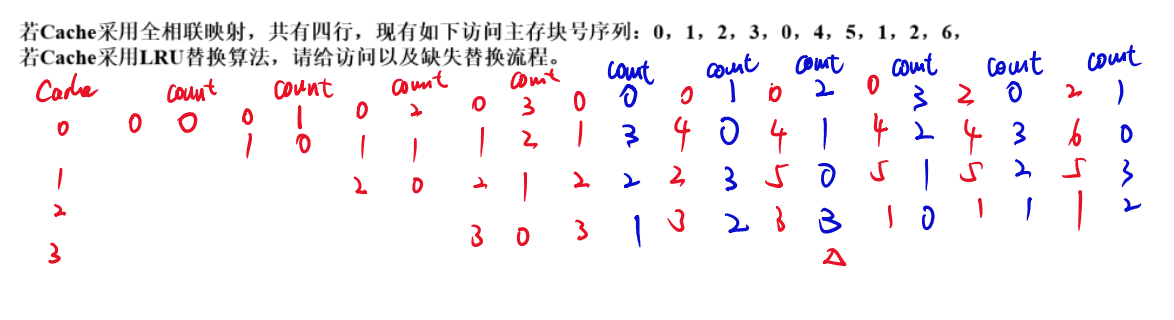 若Cache采用全相联映射，共有四行，现有如下访问主存块号序列：0，1，2，3，0，4，5，1，2，6，
若Cache采用LRU替换算法，请给访问以及缺失替换流程。
Cache count count count count count count count count count count
0 0 0 0 1 0 2 0 3 0 0 0 1 0 2 0 3 2 0 2 1
1 0 1 1 1 2 1 3 4 0 4 1 4 2 4 3 6 0
1 2 0 2 1 2 2 2 3 5 0 5 1 5 2 5 3
2 3 0 3 1 3 2 3 3 1 0 1 1 1 2
3 Δ